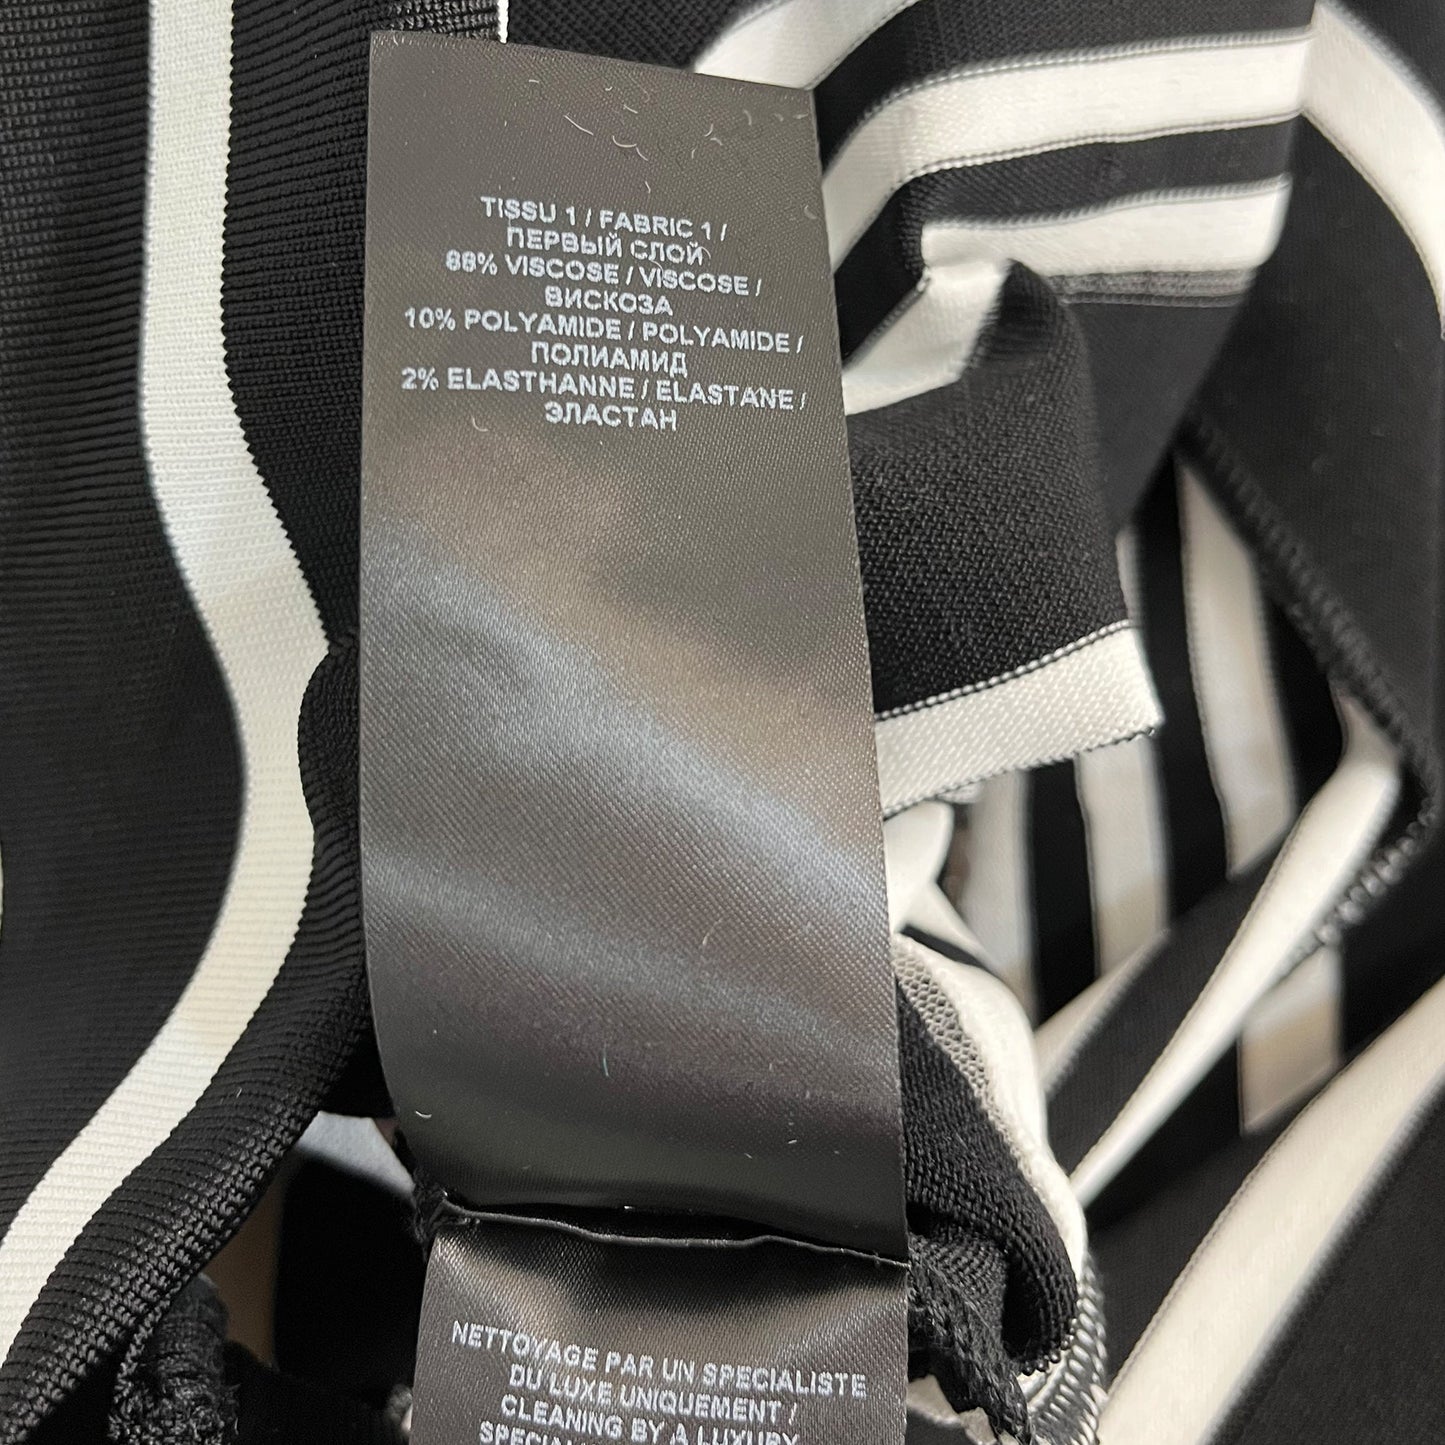 TISSU 1 / FABRIC 1 /
ПЕРВЫЙ СЛОЙ
88% VISCOSE / VISCOSE /
ВИСКОЗА
10% POLYAMIDE / POLYAMIDE /
ПОЛИАМИД
2% ELASTHANNE / ELASTANE /
ЭЛАСТАН
NETTOYAGE PAR UN SPECIALISTE
DU LUXE UNIQUEMENT /
CLEANING BY A LUXURY